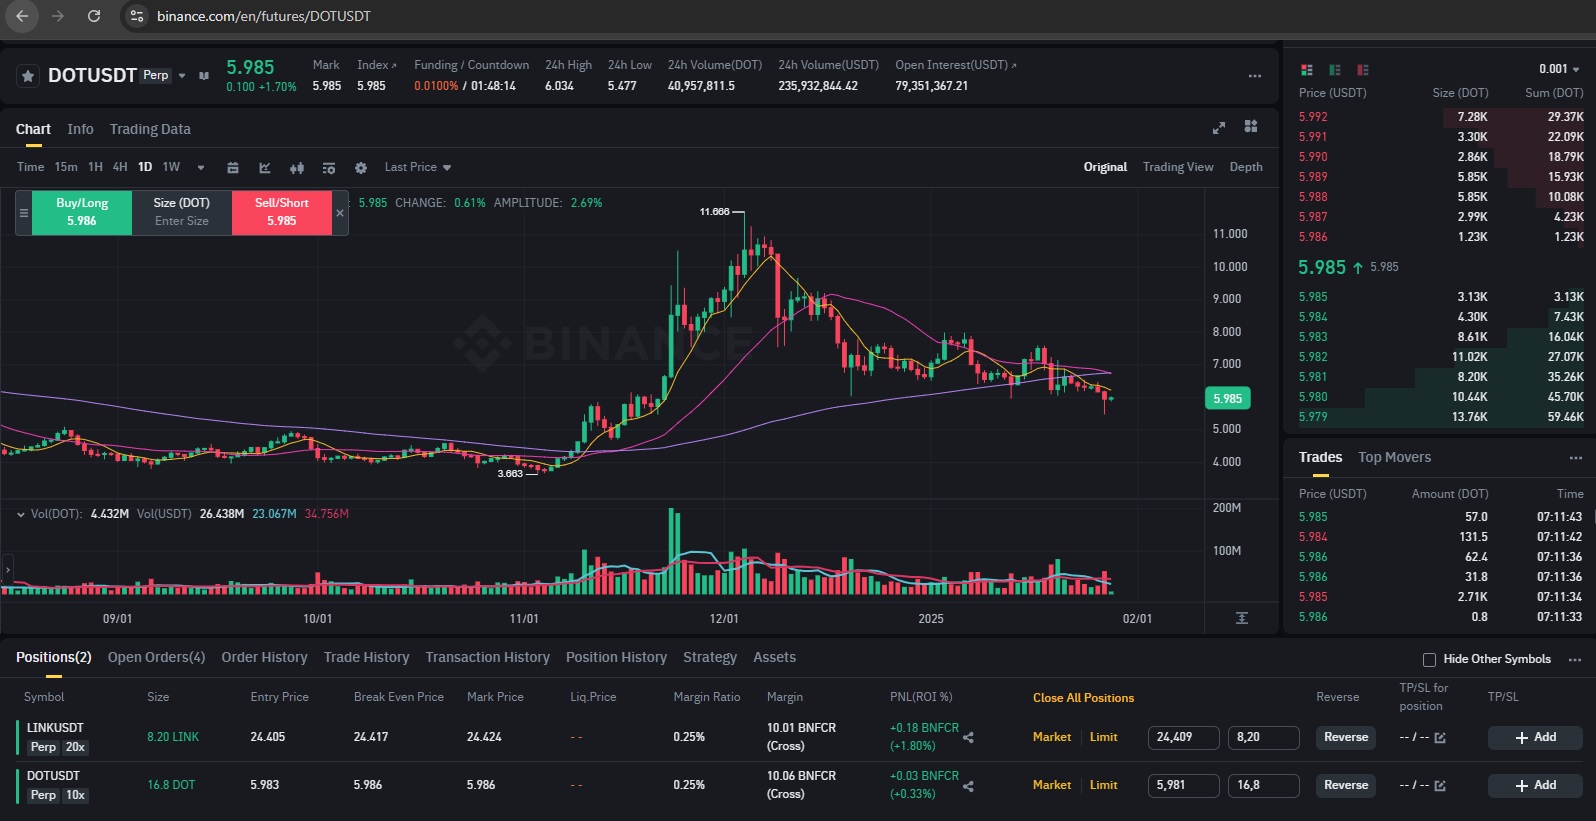 binance.com/en/futures/DOTUSDT
DOTUSDT Perp
5.985
0.100 +1.70%
Mark Index Funding / Countdown 24h High 24h Low 24h Volume(DOT) 24h Volume(USDT) Open Interest(USDT)
5.985 5.985 0.0100% / 01:48:14 6.034 5.477 40,957,811.5 235,932,844.42 79,351,367.21
Chart Info Trading Data
Time 15m 1H 4H 1D 1W Last Price Original Trading View Depth
Buy/Long Size (DOT) Sell/Short
5.986 Enter Size 5.985
: 5.985 CHANGE: 0.61% AMPLITUDE: 2.69%
11.666
11.000
10.000
9.000
8.000
BINANCE
7.000
5.985
5.000
4.000
3.663
Vol(DOT): 4.432M Vol(USDT) 26.438M 23.067M 34.756M
200M
100M
09/01 10/01 11/01 12/01 2025 02/01
0.001
Price (USDT) Size (DOT) Sum (DOT)
5.992 7.28K 29.37K
5.991 3.30K 22.09K
5.990 2.86K 18.79K
5.989 5.85K 15.93K
5.988 5.85K 10.08K
5.987 2.99K 4.23K
5.986 1.23K 1.23K
5.985 ↑ 5.985
5.985 3.13K 3.13K
5.984 4.30K 7.43K
5.983 8.61K 16.04K
5.982 11.02K 27.07K
5.981 8.20K 35.26K
5.980 10.44K 45.70K
5.979 13.76K 59.46K
Trades Top Movers
Price (USDT) Amount (DOT) Time
5.985 57.0 07:11:43
5.984 131.5 07:11:42
5.986 62.4 07:11:36
5.986 31.8 07:11:36
5.985 2.71K 07:11:34
5.986 0.8 07:11:33
Positions(2) Open Orders(4) Order History Trade History Transaction History Position History Strategy Assets
Hide Other Symbols
Symbol Size Entry Price Break Even Price Mark Price Liq.Price Margin Ratio Margin PNL(ROI %) Close All Positions Reverse TP/SL for position TP/SL
LINKUSDT 8.20 LINK 24.405 24.417 24.424 -- 0.25% 10.01 BNFCR +0.18 BNFCR Market Limit 24,409 8,20 Reverse -- / -- + Add
Perp 20x (Cross) (+1.80%)
DOTUSDT 16.8 DOT 5.983 5.986 5.986 -- 0.25% 10.06 BNFCR +0.03 BNFCR Market Limit 5,981 16,8 Reverse -- / -- + Add
Perp 10x (Cross) (+0.33%)